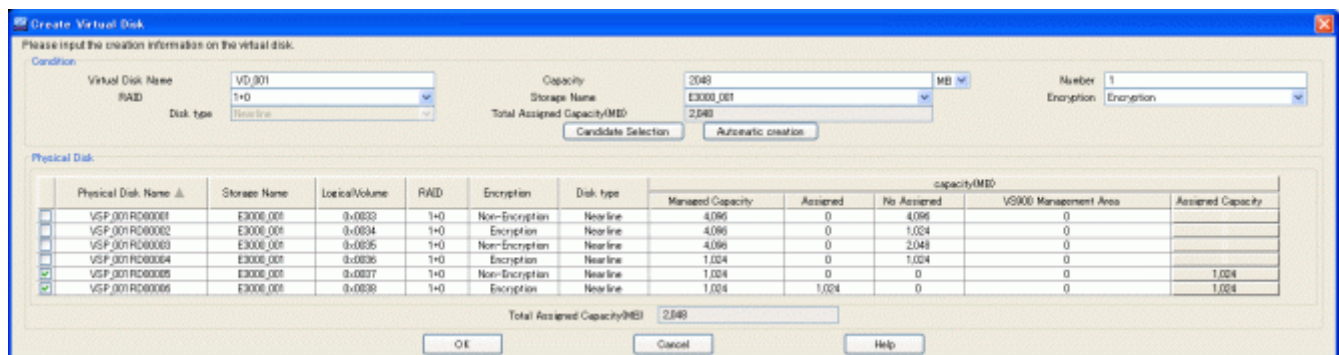 Create Virtual Disk
Please input the creation information on the virtual disk.
Condition
Virtual Disk Name VD_001 Capacity 2048 MB Number 1
RAID 1+0 Storage Name E3000_001 Encryption Encryption
Disk type Nearline Total Assigned Capacity(MB) 2,048
Candidate Selection Automatic creation
Physical Disk
capacity(MB)
Physical Disk Name Storage Name LogicalVolume RAID Encryption Disk type Managed Capacity Assigned No Assigned VS900 Management Area Assigned Capacity
VSP_001RD00001 E3000_001 0x0033 1+0 Non-Encryption Nearline 4,096 0 4,096 0
VSP_001RD00002 E3000_001 0x0034 1+0 Encryption Nearline 4,096 0 1,024 0
VSP_001RD00003 E3000_001 0x0035 1+0 Non-Encryption Nearline 4,096 0 2,048 0
VSP_001RD00004 E3000_001 0x0036 1+0 Encryption Nearline 1,024 0 1,024 0
VSP_001RD00005 E3000_001 0x0037 1+0 Non-Encryption Nearline 1,024 0 0 0 1,024
VSP_001RD00006 E3000_001 0x0038 1+0 Encryption Nearline 1,024 1,024 0 0 1,024
Total Assigned Capacity(MB) 2,048
OK Cancel Help